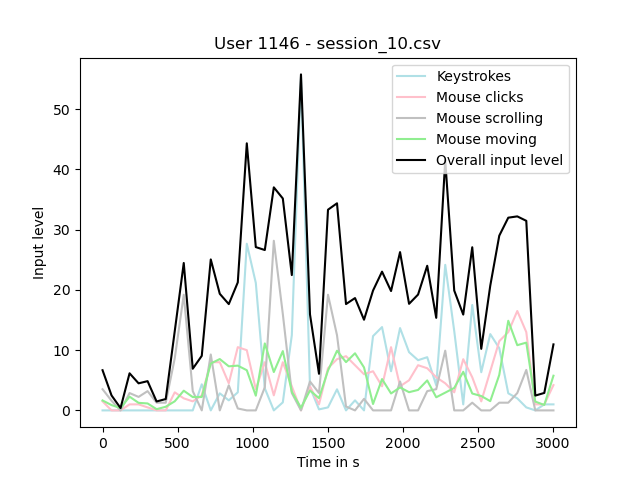 User 1146 - session_10.csv
Keystrokes
Mouse clicks
Mouse scrolling
Mouse moving
Overall input level
Input level
50
40
30
20
10
0
0 500 1000 1500 2000 2500 3000
Time in s